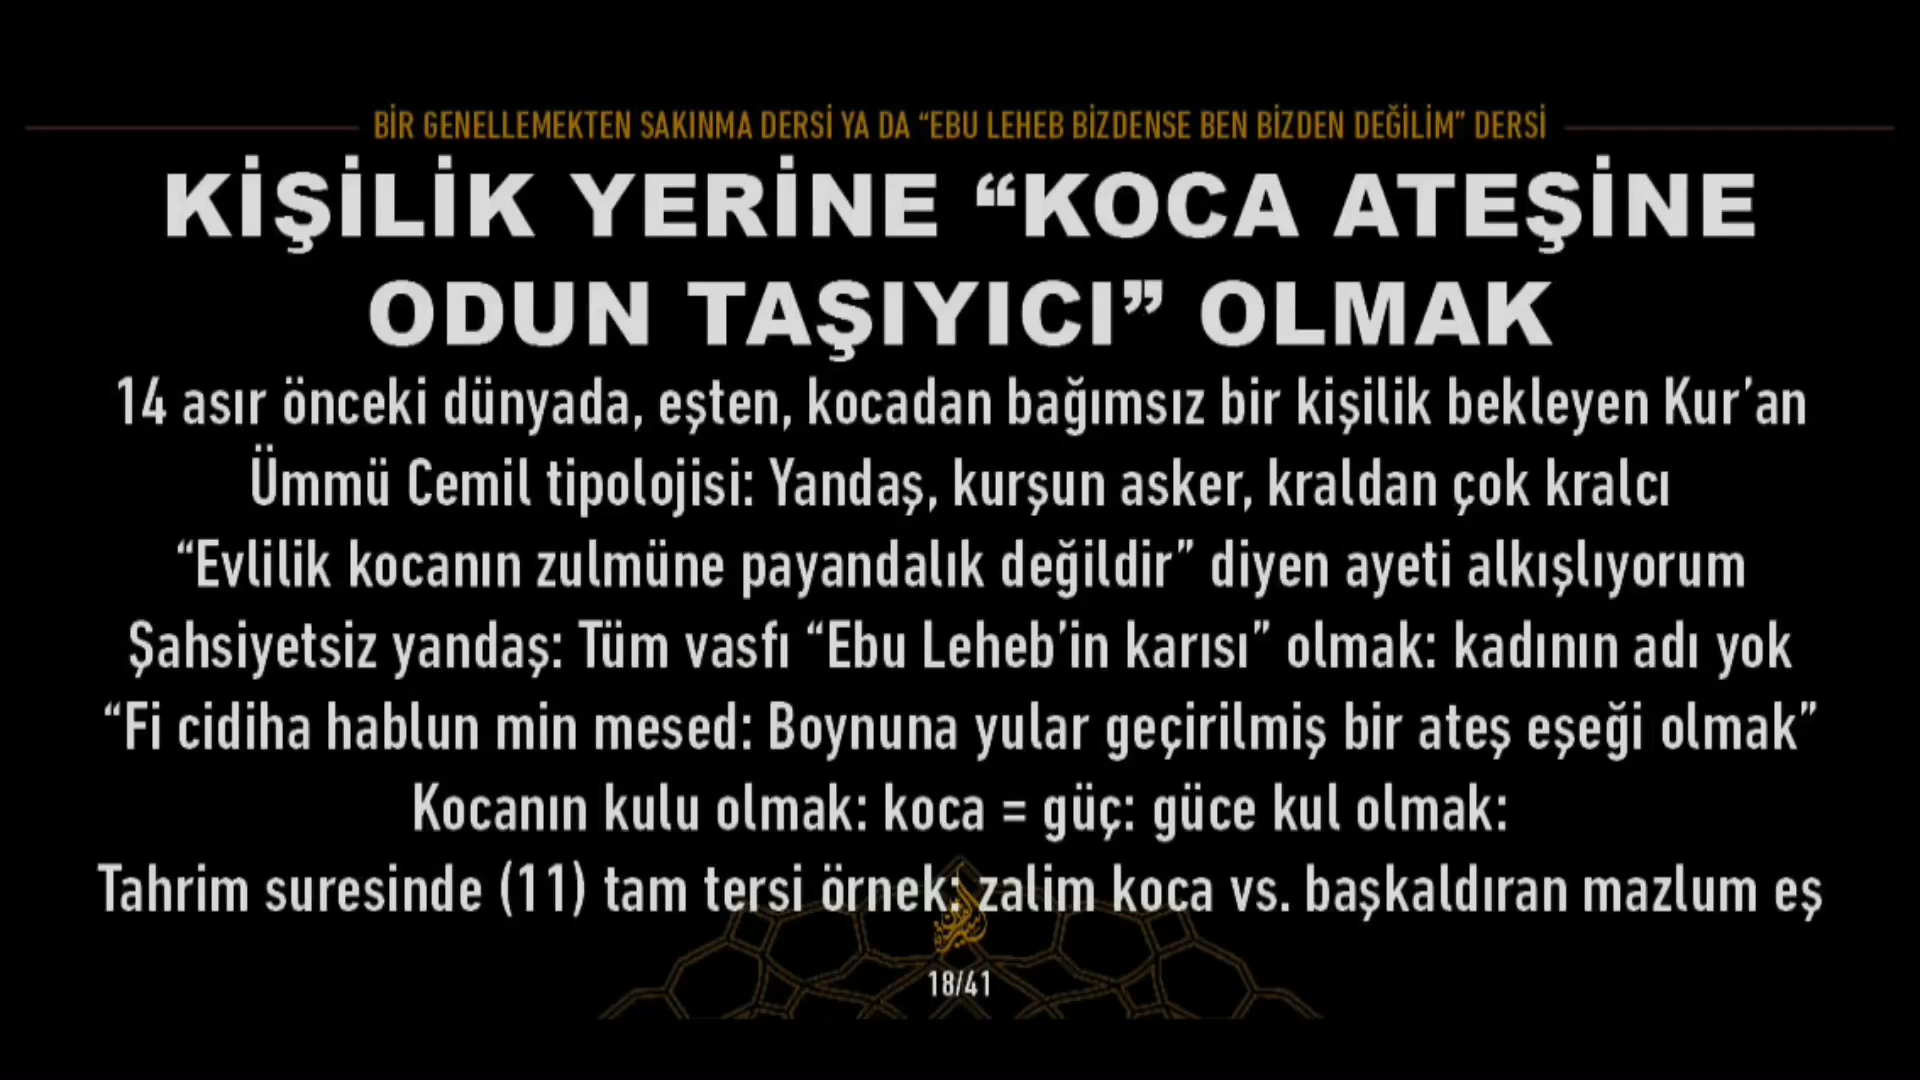 BİR GENELLEMEKTEN SAKINMA DERSİ YA DA “EBU LEHEB BİZDENSE BEN BİZDEN DEĞİLİM” DERSİ
KİŞİLİK YERİNE “KOCA ATEŞİNE
ODUN TAŞIYICI” OLMAK
14 asır önceki dünyada, eşten, kocadan bağımsız bir kişilik bekleyen Kur’an
Ümmü Cemil tipolojisi: Yandaş, kurşun asker, kraldan çok kralcı
“Evlilik kocanın zulmüne payandalık değildir” diyen ayeti alkışlıyorum
Şahsiyetsiz yandaş: Tüm vasfı “Ebu Leheb’in karısı” olmak: kadının adı yok
“Fi cidiha hablun min mesed: Boynuna yular geçirilmiş bir ateş eşeği olmak”
Kocanın kulu olmak: koca = güç: güce kul olmak:
Tahrim suresinde (11) tam tersi örnek: zalim koca vs. başkaldıran mazlum eş
18/41